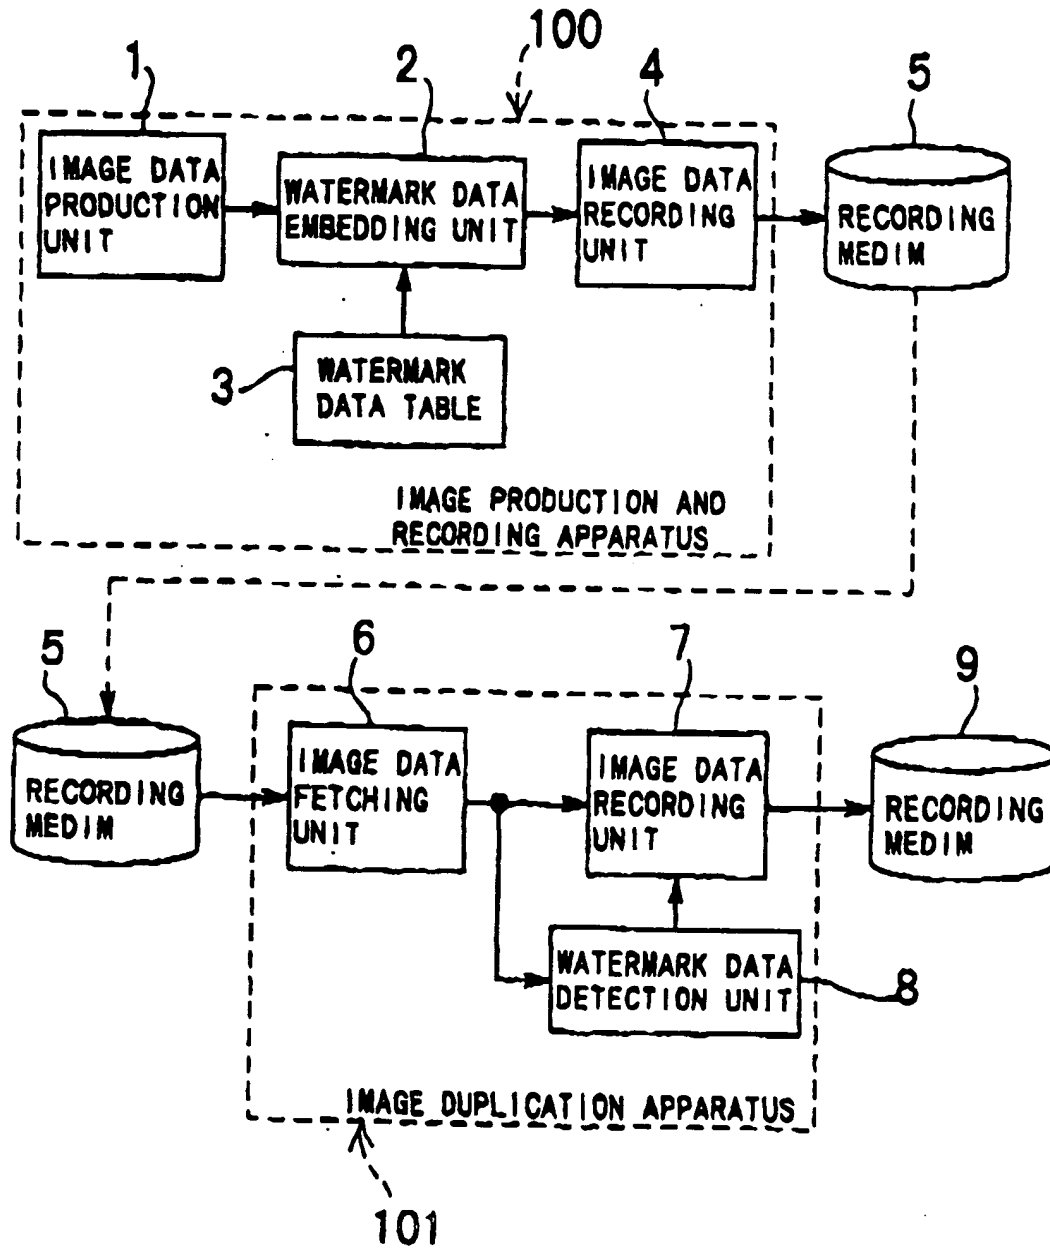 100
1
2
4
5
IMAGE DATA
PRODUCTION
UNIT
WATERMARK DATA
EMBEDDING UNIT
IMAGE DATA
RECORDING
UNIT
RECORDING
MEDIM
3
WATERMARK
DATA TABLE
IMAGE PRODUCTION AND
RECORDING APPARATUS
5
6
7
9
RECORDING
MEDIM
IMAGE DATA
FETCHING
UNIT
IMAGE DATA
RECORDING
UNIT
RECORDING
MEDIM
WATERMARK DATA
DETECTION UNIT
8
IMAGE DUPLICATION APPARATUS
101